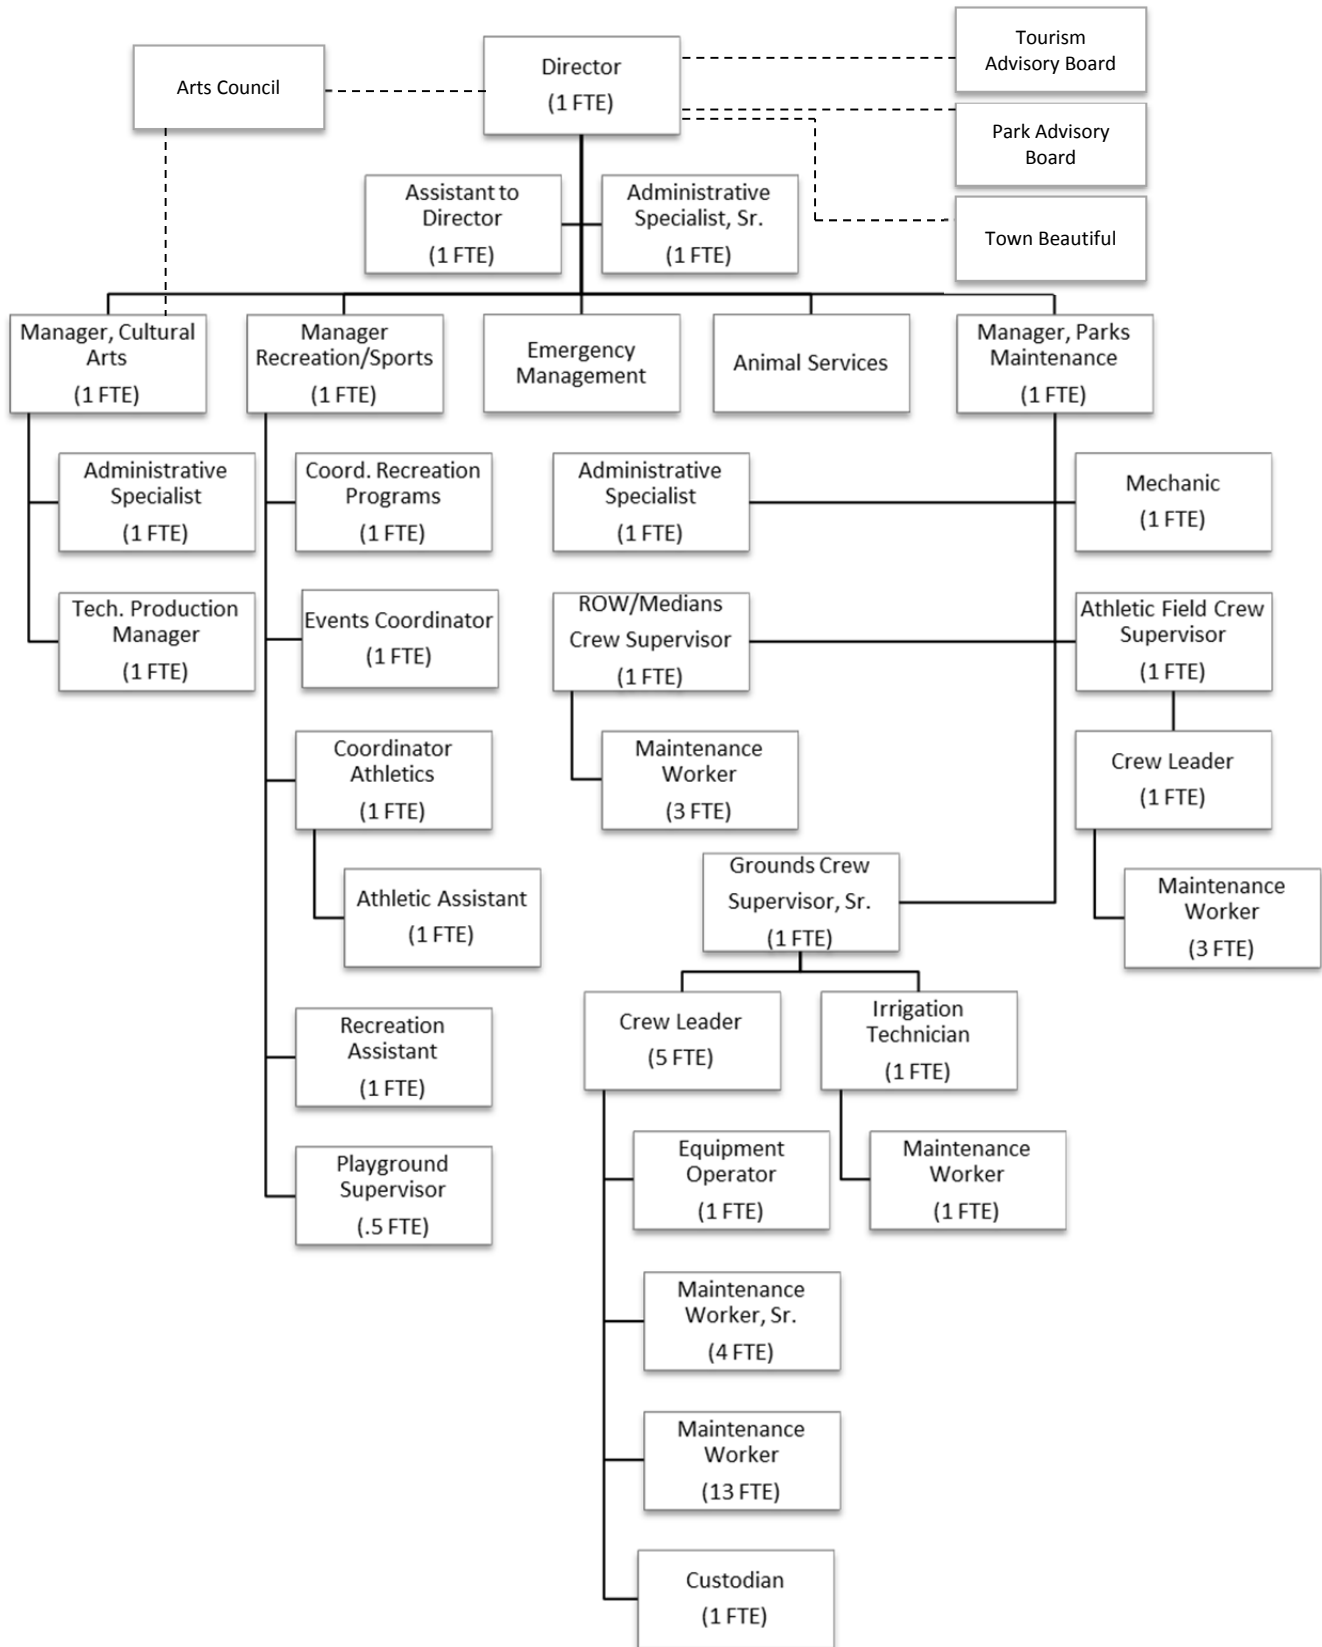 Arts Council
Director
(1 FTE)
Tourism
Advisory Board
Park Advisory
Board
Town Beautiful
Assistant to
Director
(1 FTE)
Administrative
Specialist, Sr.
(1 FTE)
Manager, Cultural
Arts
(1 FTE)
Manager
Recreation/Sports
(1 FTE)
Emergency
Management
Animal Services
Manager, Parks
Maintenance
(1 FTE)
Administrative
Specialist
(1 FTE)
Tech. Production
Manager
(1 FTE)
Coord. Recreation
Programs
(1 FTE)
Events Coordinator
(1 FTE)
Coordinator
Athletics
(1 FTE)
Athletic Assistant
(1 FTE)
Recreation
Assistant
(1 FTE)
Playground
Supervisor
(.5 FTE)
Administrative
Specialist
(1 FTE)
Mechanic
(1 FTE)
ROW/Medians
Crew Supervisor
(1 FTE)
Maintenance
Worker
(3 FTE)
Athletic Field Crew
Supervisor
(1 FTE)
Crew Leader
(1 FTE)
Maintenance
Worker
(3 FTE)
Grounds Crew
Supervisor, Sr.
(1 FTE)
Crew Leader
(5 FTE)
Irrigation
Technician
(1 FTE)
Equipment
Operator
(1 FTE)
Maintenance
Worker
(1 FTE)
Maintenance
Worker, Sr.
(4 FTE)
Maintenance
Worker
(13 FTE)
Custodian
(1 FTE)